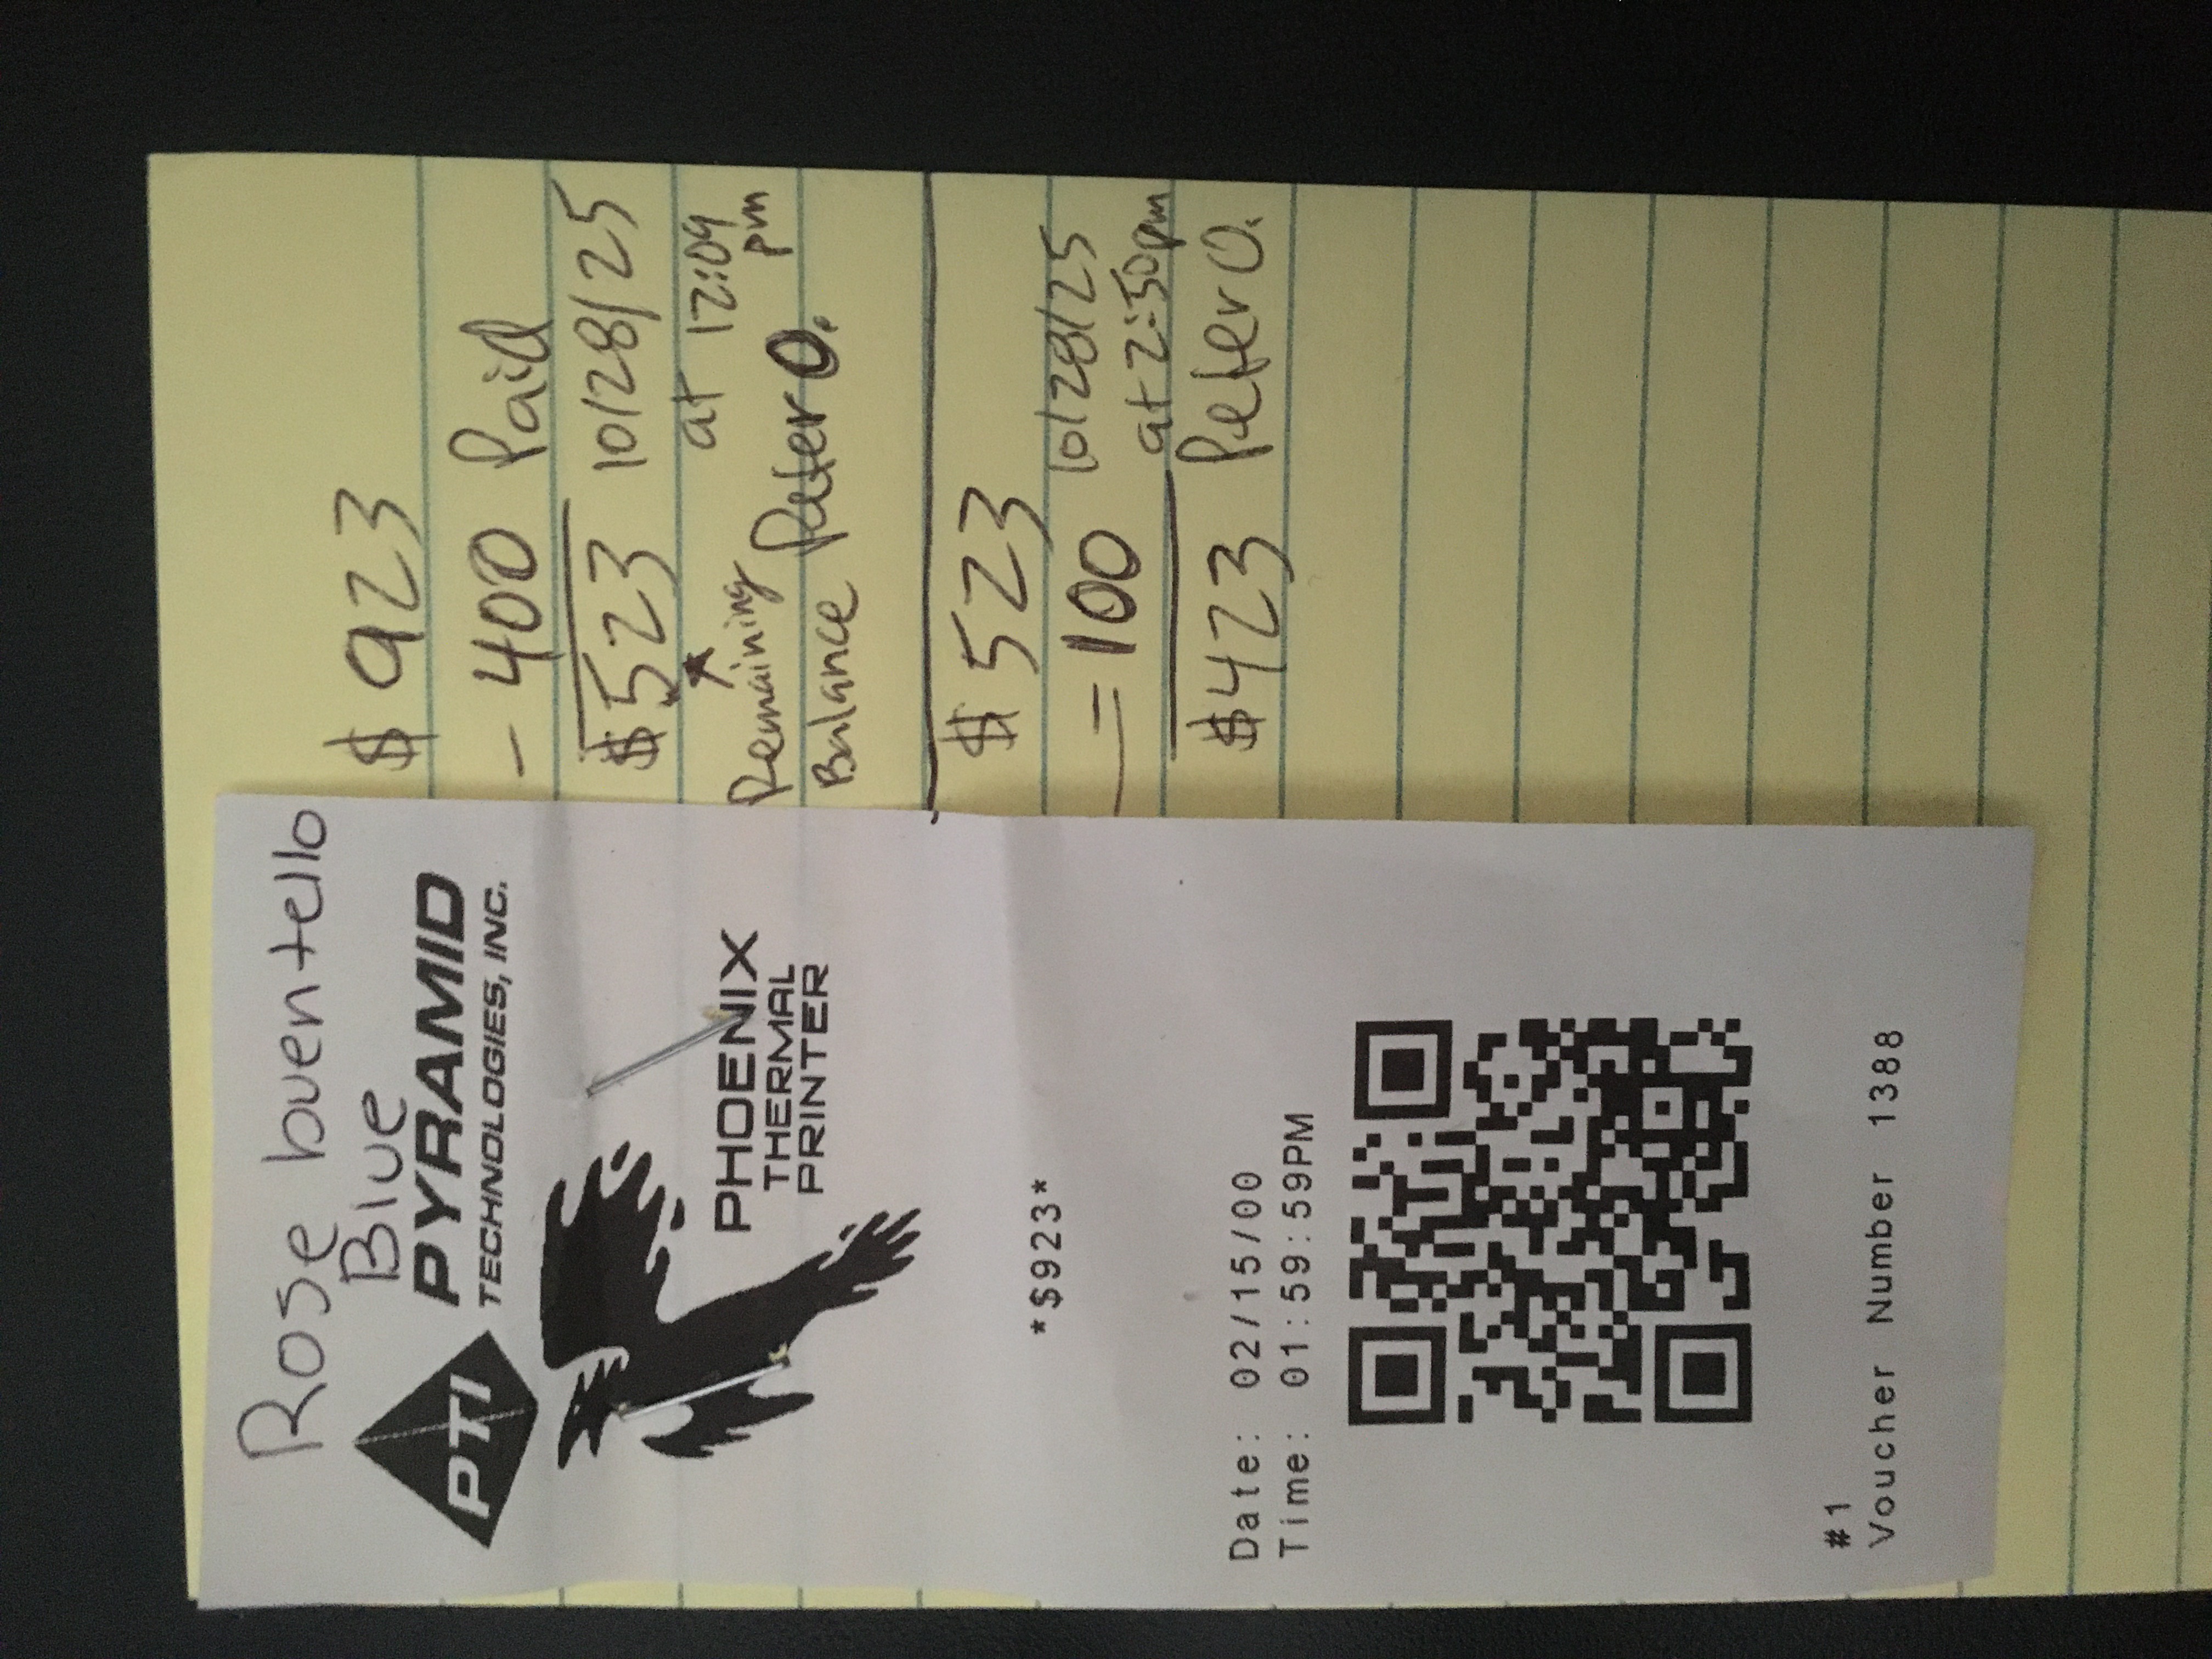 Rose buentello
Blue
PTI
PYRAMID
TECHNOLOGIES, INC.
PHOENIX
THERMAL
PRINTER
*$923*
Date: 02/15/00
Time: 01:59:59PM
#1
Voucher Number 1388
$923
- 400 Paid
$523 10/28/25
at 12:09
pm
Remaining Peter O.
Balance
$523
- 100 10/28/25
at 2:50pm
$423 Peter O.